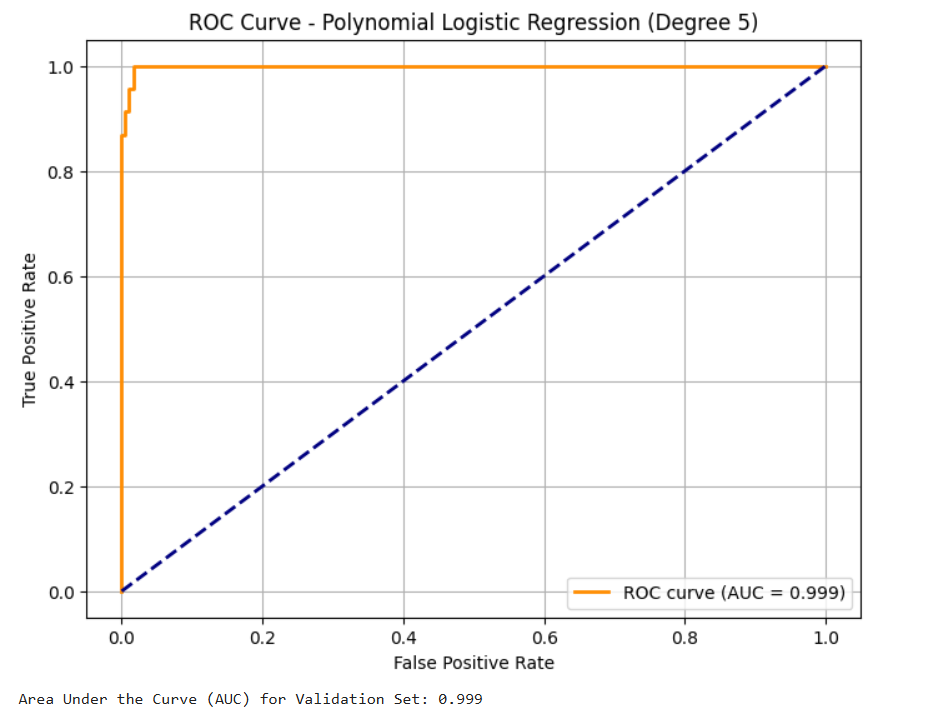 ROC Curve - Polynomial Logistic Regression (Degree 5)
1.0
0.8
0.6
0.4
0.2
0.0
True Positive Rate
ROC curve (AUC = 0.999)
0.0 0.2 0.4 0.6 0.8 1.0
False Positive Rate
Area Under the Curve (AUC) for Validation Set: 0.999